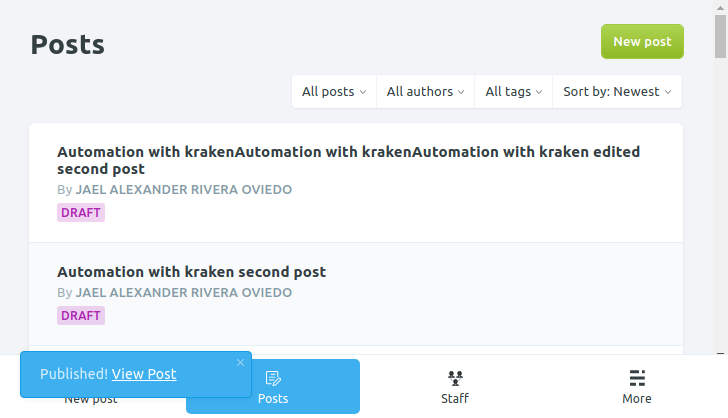 Posts
New post
All posts
All authors
All tags
Sort by: Newest
Automation with krakenAutomation with krakenAutomation with kraken edited
second post
By JAEL ALEXANDER RIVERA OVIEDO
DRAFT
Automation with kraken second post
By JAEL ALEXANDER RIVERA OVIEDO
DRAFT
Published! View Post
New post
Posts
Staff
More